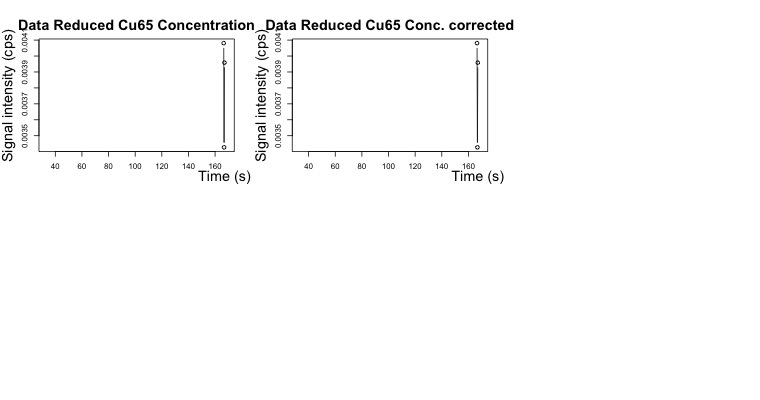 Data Reduced Cu65 Concentration
Signal intensity (cps)
0.0035 0.0037 0.0039 0.004
40 60 80 100 120 140 160
Time (s)
Data Reduced Cu65 Conc. corrected
Signal intensity (cps)
0.0035 0.0037 0.0039 0.004
40 60 80 100 120 140 160
Time (s)